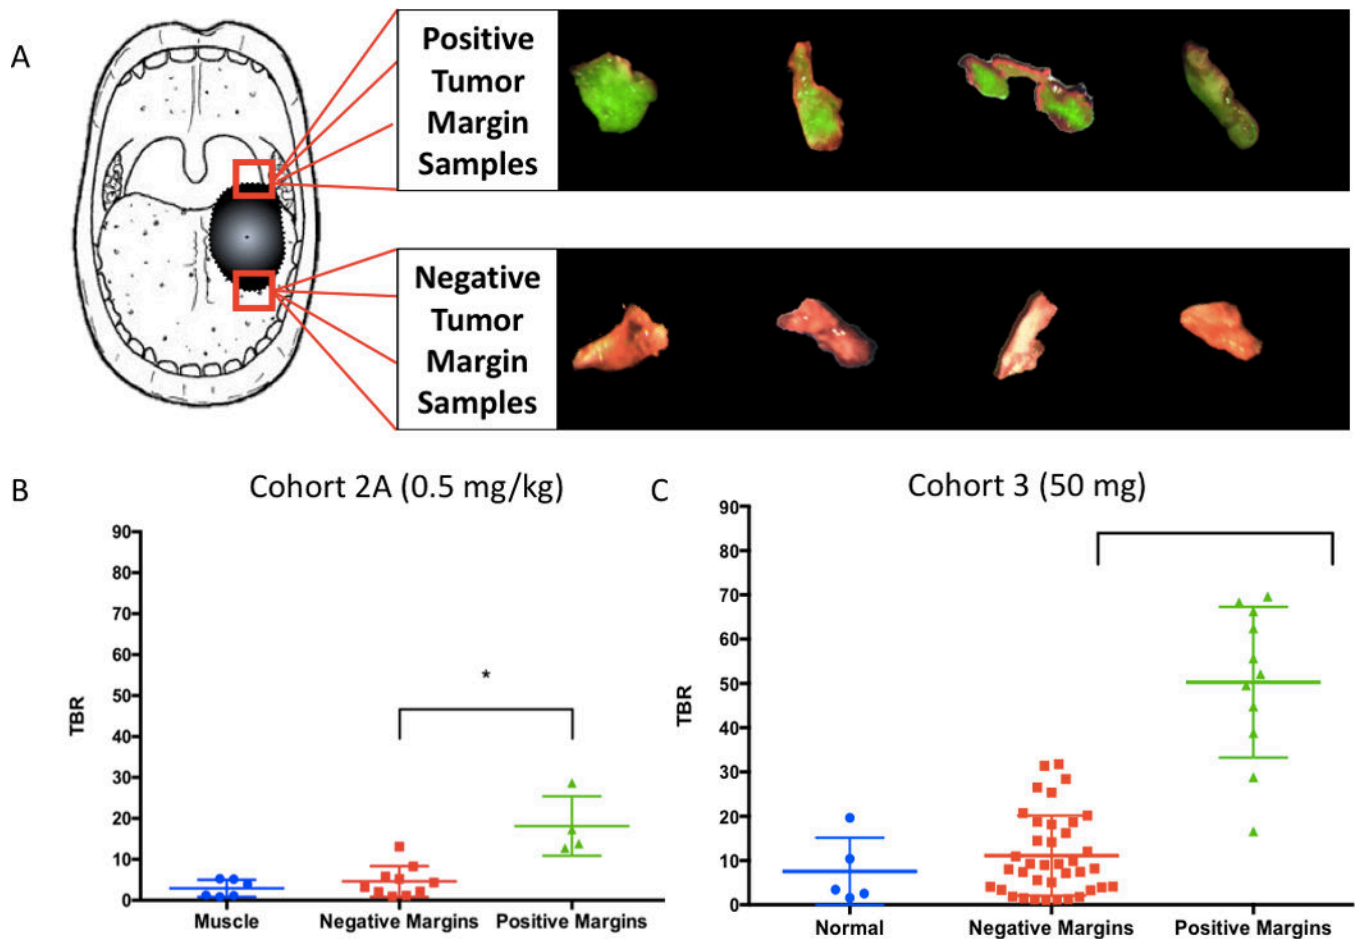 A
Positive
Tumor
Margin
Samples
Negative
Tumor
Margin
Samples
B
Cohort 2A (0.5 mg/kg)
90
80
70
60
50
40
30
20
10
0
TBR
*
Muscle
Negative Margins
Positive Margins
C
Cohort 3 (50 mg)
90
80
70
60
50
40
30
20
10
0
TBR
Normal
Negative Margins
Positive Margins